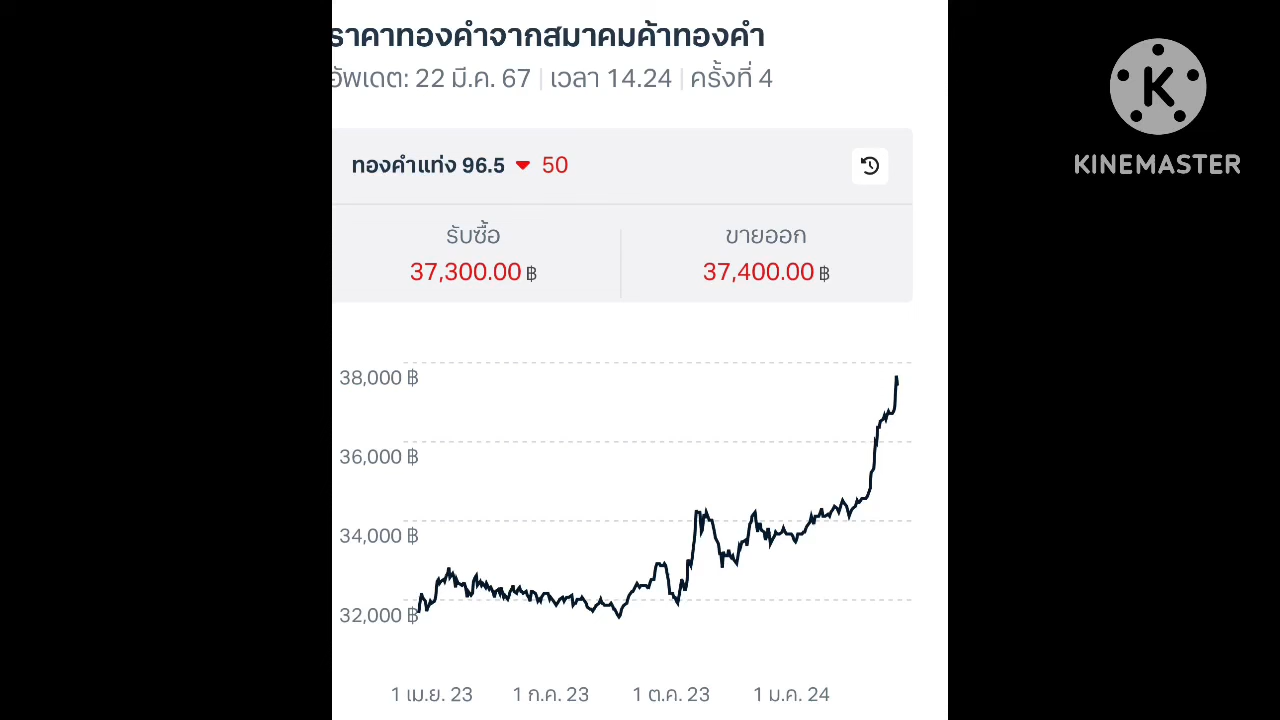 ราคาทองคำจากสมาคมค้าทองคำ
อัพเดต: 22 มี.ค. 67 | เวลา 14.24 | ครั้งที่ 4
K
KINEMASTER
ทองคำแท่ง 96.5 50
รับซื้อ ขายออก
37,300.00 ฿ 37,400.00 ฿
38,000 ฿
36,000 ฿
34,000 ฿
32,000 ฿
1 เม.ย. 23 1 ก.ค. 23 1 ต.ค. 23 1 ม.ค. 24